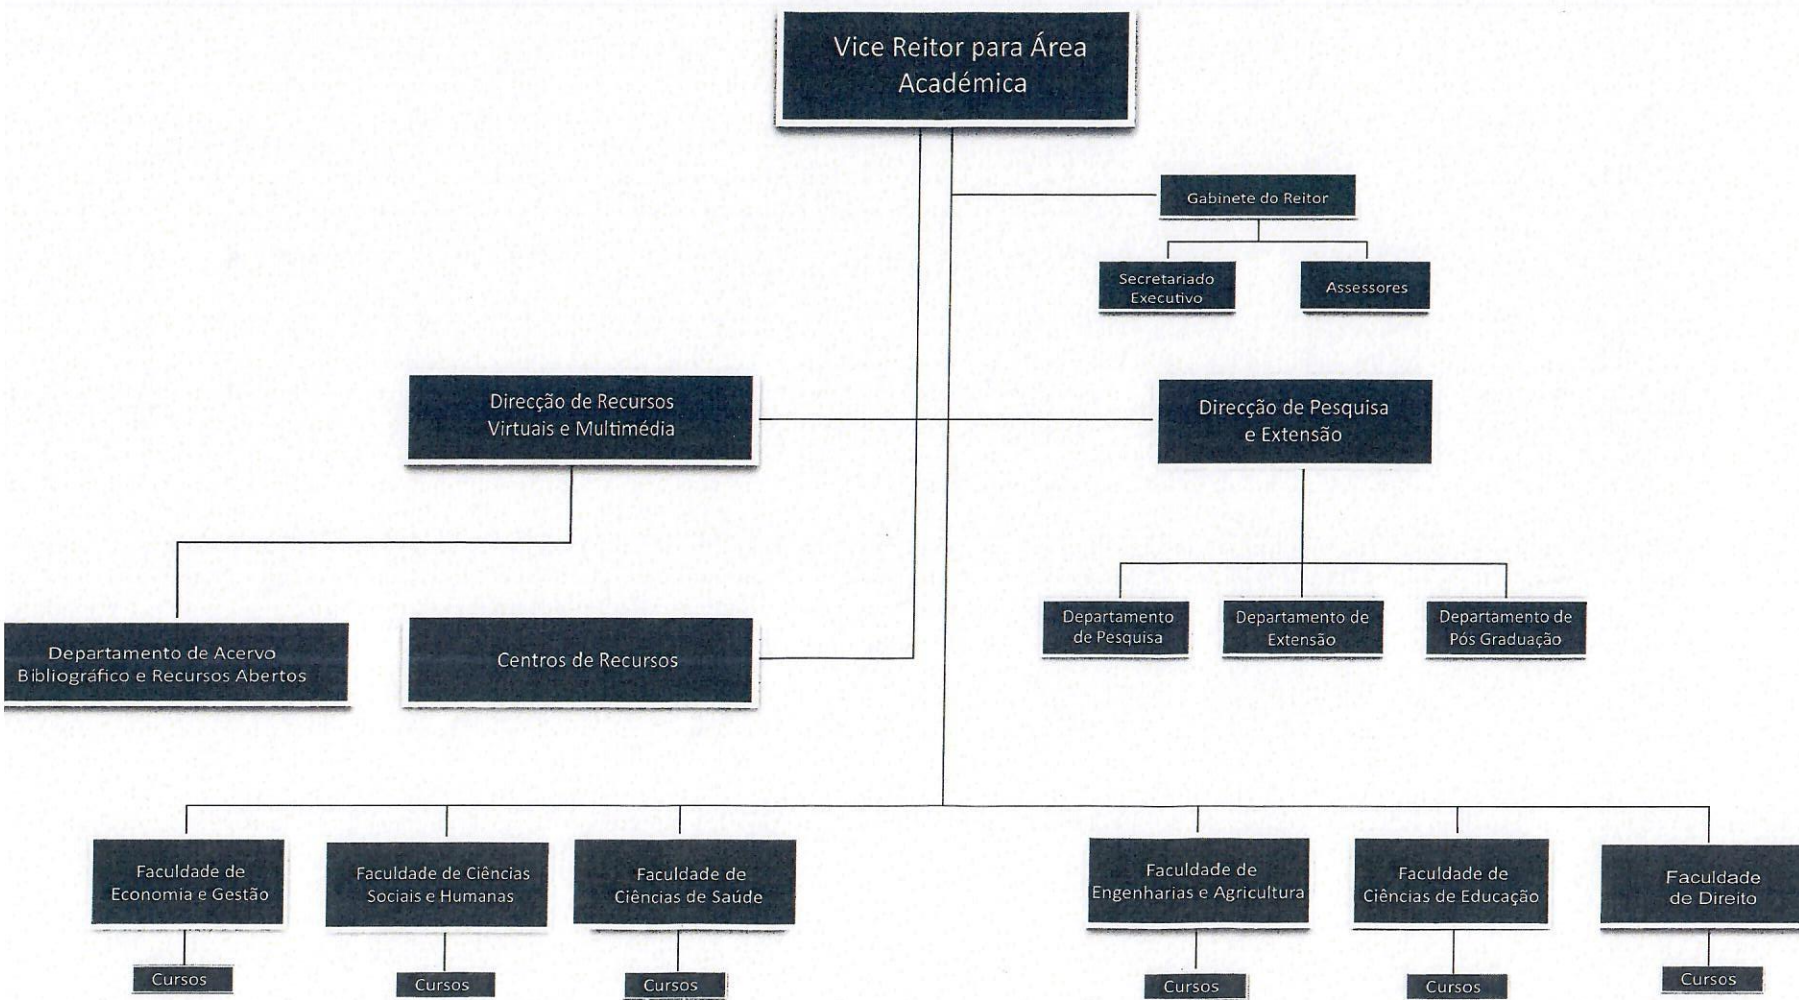 Vice Reitor para Área
Académica
Gabinete do Reitor
Secretariado
Executivo
Assessores
Direcção de Recursos
Virtuais e Multimédia
Direcção de Pesquisa
e Extensão
Departamento de Acervo
Bibliográfico e Recursos Abertos
Centros de Recursos
Departamento
de Pesquisa
Departamento de
Extensão
Departamento de
Pós Graduação
Faculdade de
Economia e Gestão
Faculdade de Ciências
Sociais e Humanas
Faculdade de
Ciências de Saúde
Faculdade de
Engenharias e Agricultura
Faculdade de
Ciências de Educação
Faculdade
de Direito
Cursos
Cursos
Cursos
Cursos
Cursos
Cursos